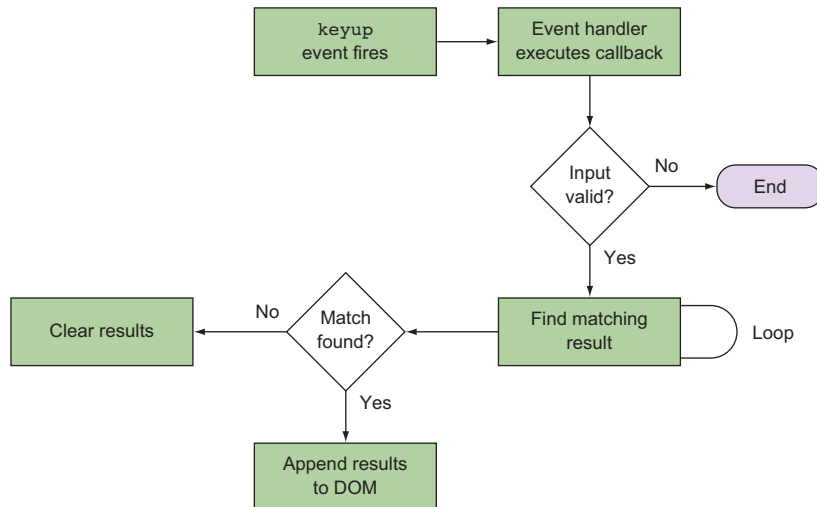 keyup
event fires
Event handler
executes callback
Input
valid?
No
End
Yes
Find matching
result
Loop
Match
found?
No
Clear results
Yes
Append results
to DOM